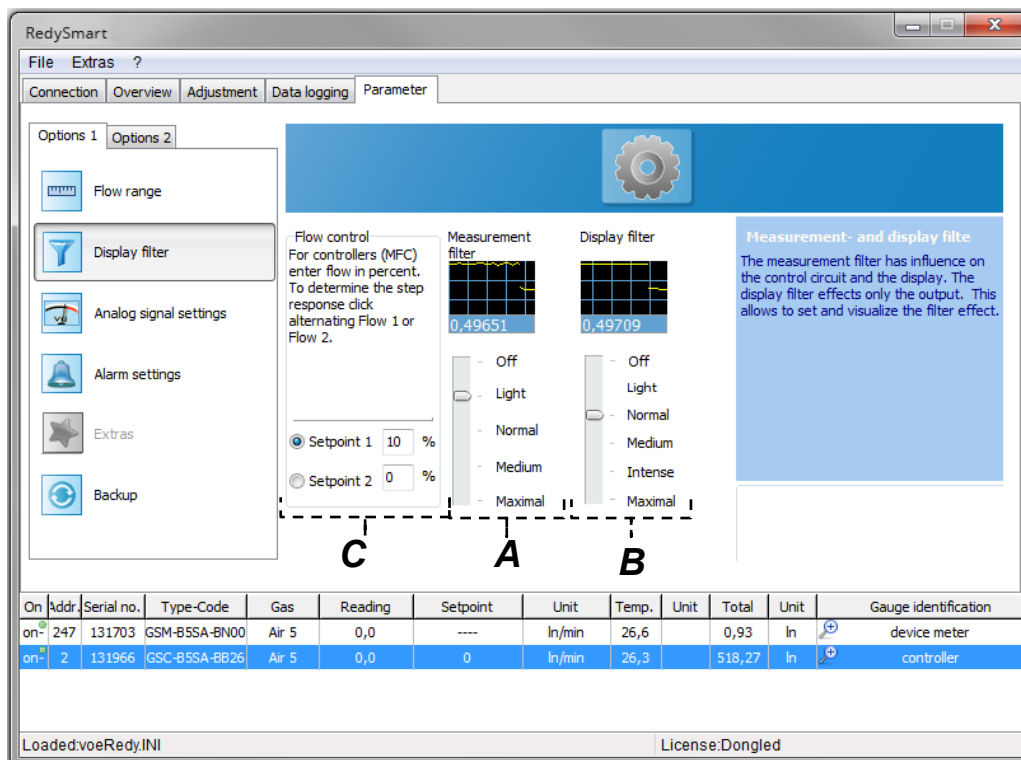 RedySmart
File Extras ?
Connection Overview Adjustment Data logging Parameter
Options 1 Options 2
Flow range
Display filter
Analog signal settings
Alarm settings
Extras
Backup
Flow control
For controllers (MFC)
enter flow in percent.
To determine the step
response click
alternating Flow 1 or
Flow 2.
Setpoint 1 10 %
Setpoint 2 0 %
Measurement
filter
0,49651
Off
Light
Normal
Medium
Maximal
Display filter
0,49709
Off
Light
Normal
Medium
Intense
Maximal
Measurement- and display filte
The measurement filter has influence on
the control circuit and the display. The
display filter effects only the output. This
allows to set and visualize the filter effect.
C A B
On Addr. Serial no. Type-Code Gas Reading Setpoint Unit Temp. Unit Total Unit Gauge identification
on- 247 131703 GSM-B5SA-BN00 Air 5 0,0 ---- ln/min 26,6 0,93 ln device meter
on- 2 131966 GSC-B5SA-BB26 Air 5 0,0 0 ln/min 26,3 518,27 ln controller
Loaded:voeRedy.INI License:Dongled